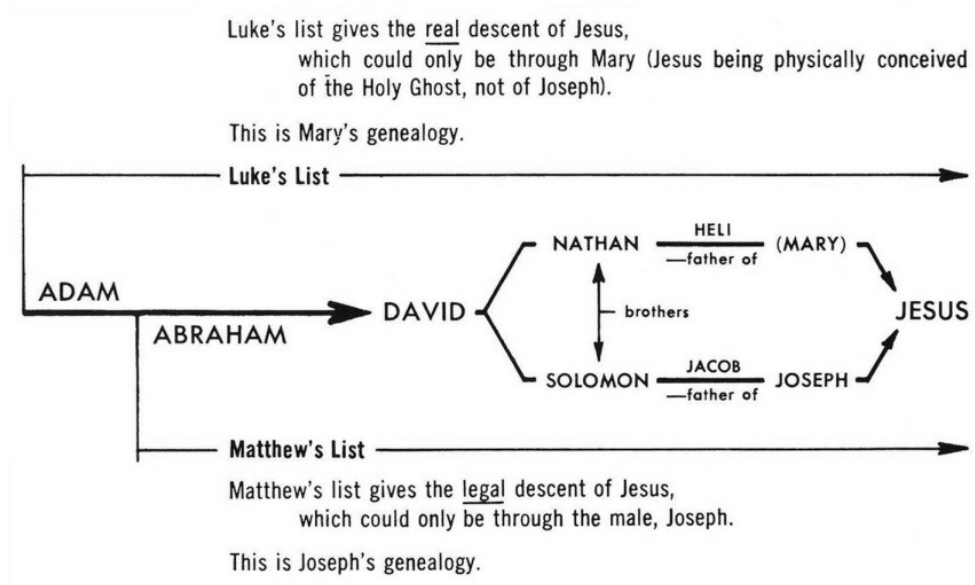 Luke's list gives the real descent of Jesus,
which could only be through Mary (Jesus being physically conceived
of the Holy Ghost, not of Joseph).
This is Mary's genealogy.
Luke's List
HELI
NATHAN
(MARY)
—father of
ADAM
DAVID
brothers
JESUS
ABRAHAM
JACOB
SOLOMON
JOSEPH
—father of
Matthew's List
Matthew's list gives the legal descent of Jesus,
which could only be through the male, Joseph.
This is Joseph's genealogy.